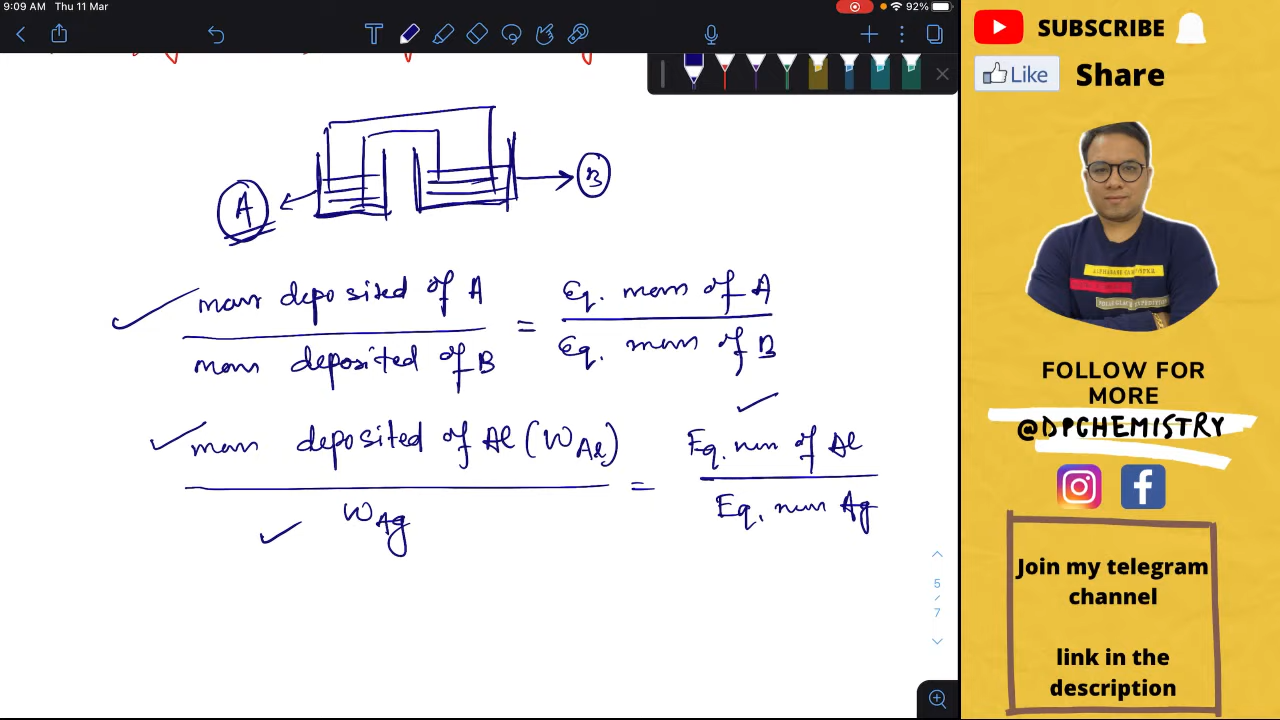 9:09 AM Thu 11 Mar
92%
A
B
mass deposited of A
mass deposited of B
=
Eq. mass of A
Eq. mass of B
mass deposited of Al (WAl)
WAg
=
Eq. mass of Al
Eq. mass Ag
5
/
7
SUBSCRIBE
Like
Share
FOLLOW FOR
MORE
@DPCHEMISTRY
Join my telegram
channel
link in the
description